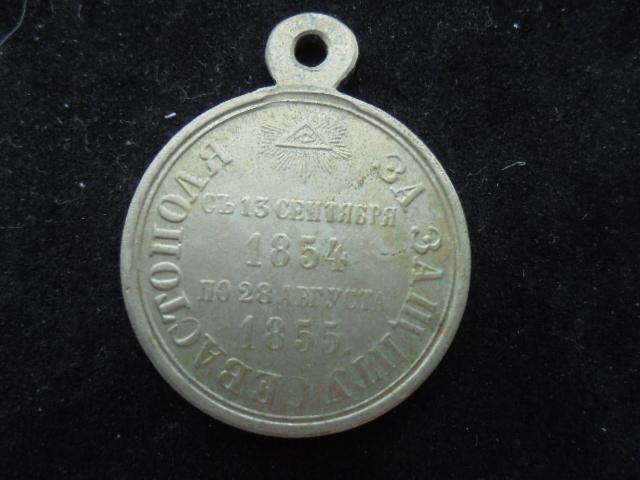 ЗА ЗАЩИТУ СЕВАСТОПОЛЯ
СЪ 13 СЕНТЯБРЯ
1854
ПО 28 АВГУСТА
1855.